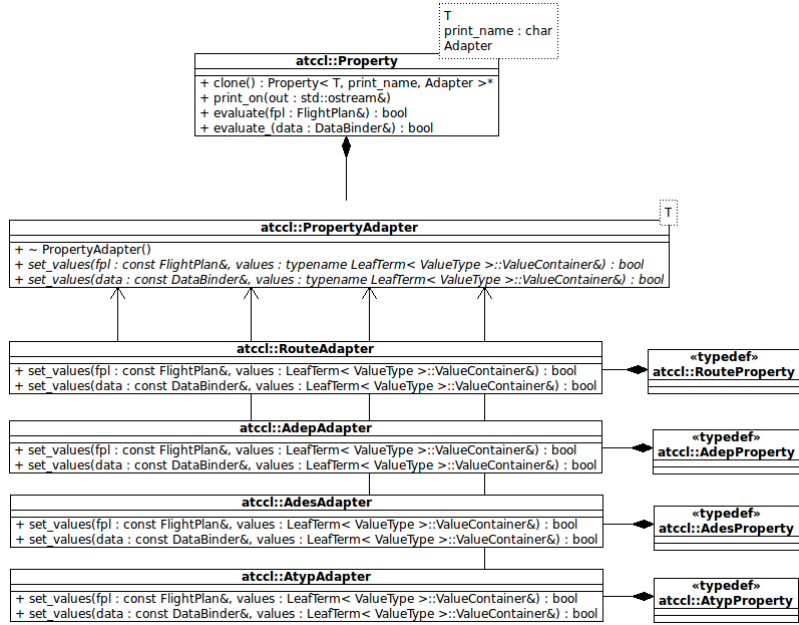 T
print_name : char
Adapter
atccl::Property
+ clone() : Property< T, print_name, Adapter >*
+ print_on(out : std::ostream&)
+ evaluate(fpl : FlightPlan&) : bool
+ evaluate_(data : DataBinder&) : bool
T
atccl::PropertyAdapter
+ ~ PropertyAdapter()
+ set_values(fpl : const FlightPlan&, values : typename LeafTerm< ValueType >::ValueContainer&) : bool
+ set_values(data : const DataBinder&, values : typename LeafTerm< ValueType >::ValueContainer&) : bool
atccl::RouteAdapter
+ set_values(fpl : const FlightPlan&, values : LeafTerm< ValueType >::ValueContainer&) : bool
+ set_values(data : const DataBinder&, values : LeafTerm< ValueType >::ValueContainer&) : bool
«typedef»
atccl::RouteProperty
atccl::AdepAdapter
+ set_values(fpl : const FlightPlan&, values : LeafTerm< ValueType >::ValueContainer&) : bool
+ set_values(data : const DataBinder&, values : LeafTerm< ValueType >::ValueContainer&) : bool
«typedef»
atccl::AdepProperty
atccl::AdesAdapter
+ set_values(fpl : const FlightPlan&, values : LeafTerm< ValueType >::ValueContainer&) : bool
+ set_values(data : const DataBinder&, values : LeafTerm< ValueType >::ValueContainer&) : bool
«typedef»
atccl::AdesProperty
atccl::AtypAdapter
+ set_values(fpl : const FlightPlan&, values : LeafTerm< ValueType >::ValueContainer&) : bool
+ set_values(data : const DataBinder&, values : LeafTerm< ValueType >::ValueContainer&) : bool
«typedef»
atccl::AtypProperty